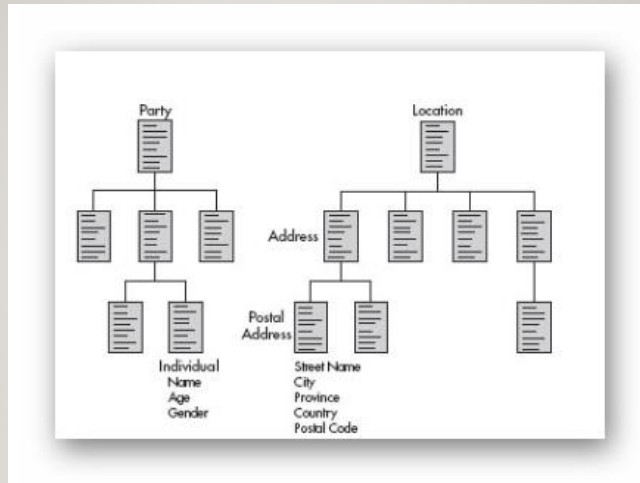 Party
Location
Address
Postal
Address
Individual
Name
Age
Gender
Street Name
City
Province
Country
Postal Code